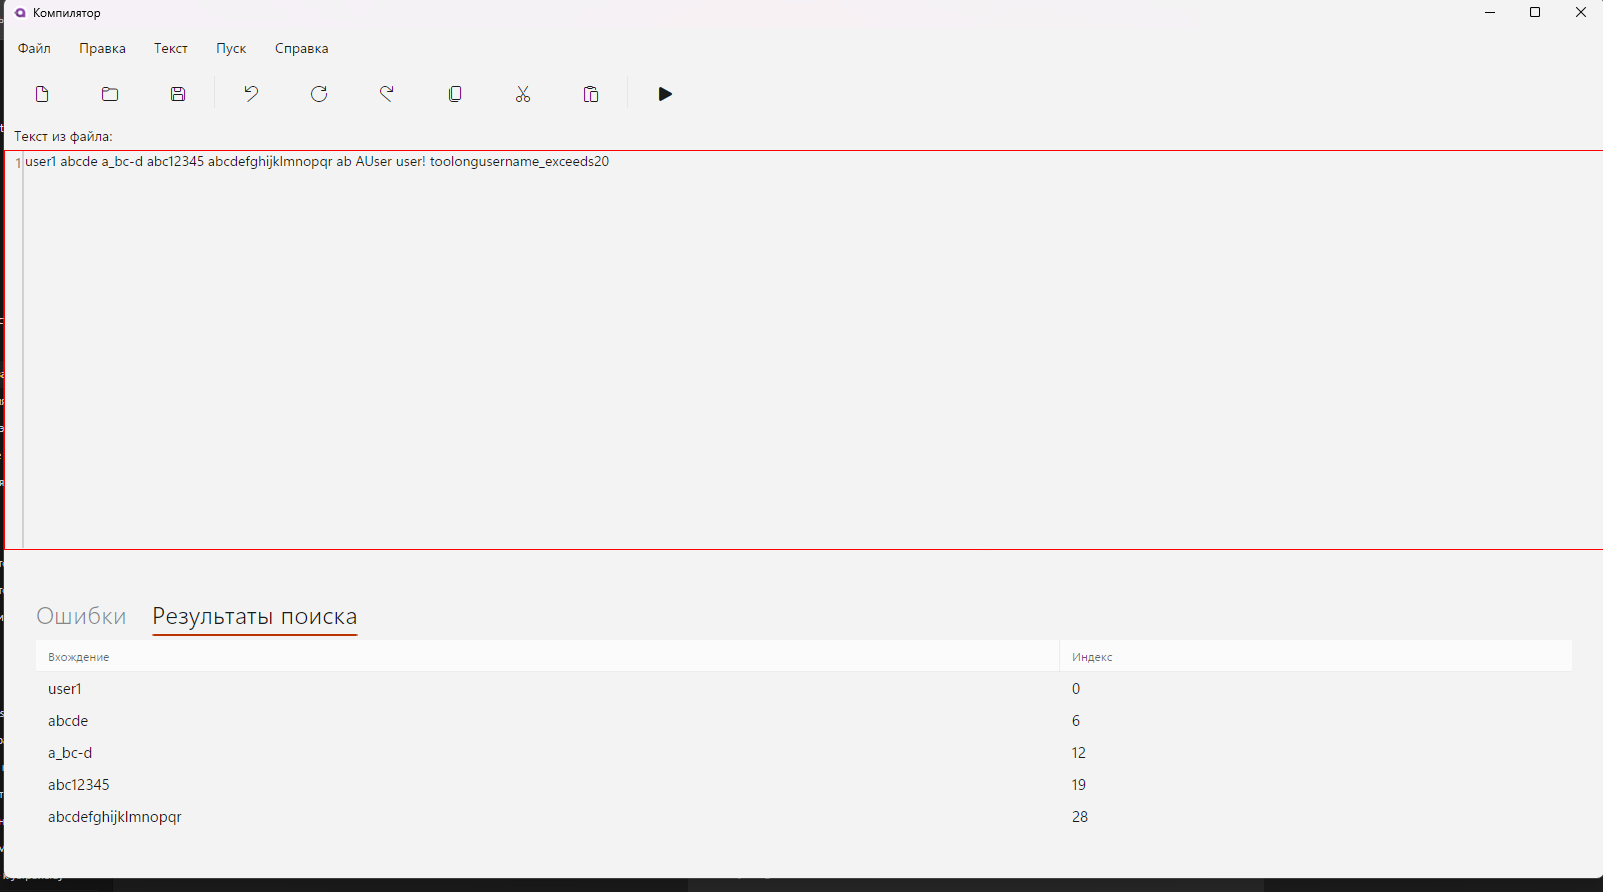 Компилятор
Файл Правка Текст Пуск Справка
Текст из файла:
1 user1 abcde a_bc-d abc12345 abcdefghijklmnopqr ab AUser user! toolongusername_exceeds20
Ошибки Результаты поиска
Вхождение Индекс
user1 0
abcde 6
a_bc-d 12
abc12345 19
abcdefghijklmnopqr 28